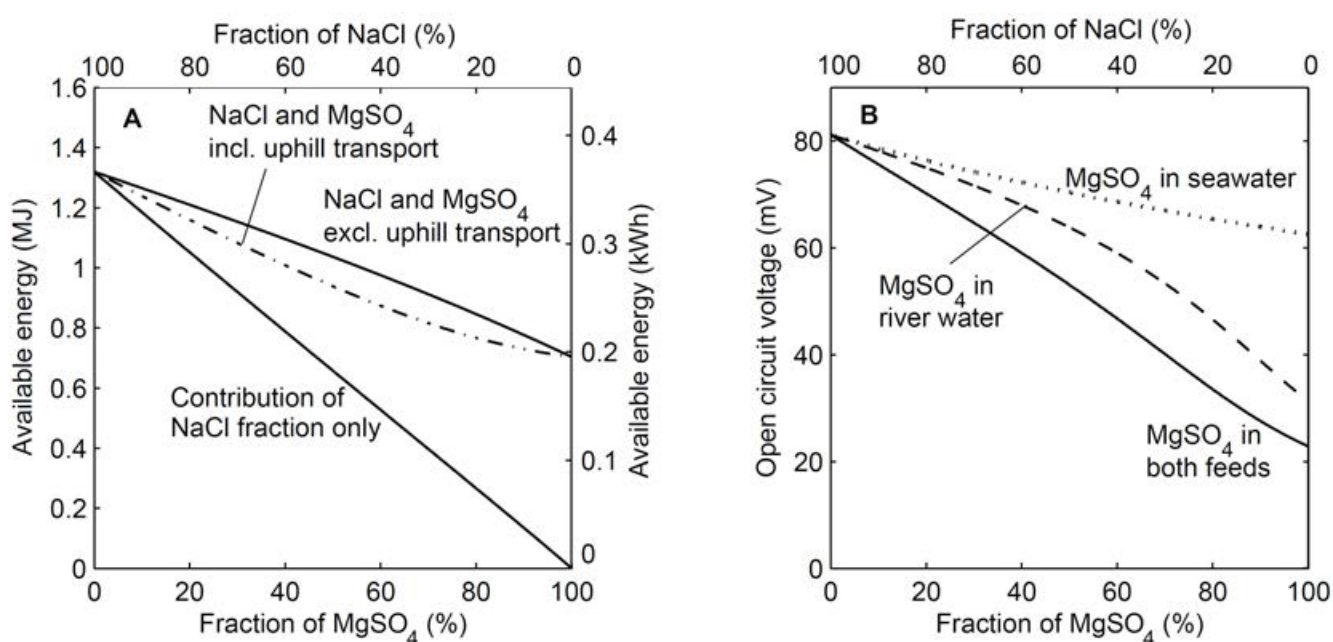 Fraction of NaCl (%)
100 80 60 40 20 0
A
1.6
1.4
1.2
1
0.8
0.6
0.4
0.2
0
Available energy (MJ)
NaCl and MgSO4
incl. uphill transport
NaCl and MgSO4
excl. uphill transport
Contribution of
NaCl fraction only
0.4
0.3
0.2
0.1
0
Available energy (kWh)
0 20 40 60 80 100
Fraction of MgSO4 (%)
Fraction of NaCl (%)
100 80 60 40 20 0
B
80
60
40
20
0
Open circuit voltage (mV)
MgSO4 in seawater
MgSO4 in
river water
MgSO4 in
both feeds
0 20 40 60 80 100
Fraction of MgSO4 (%)